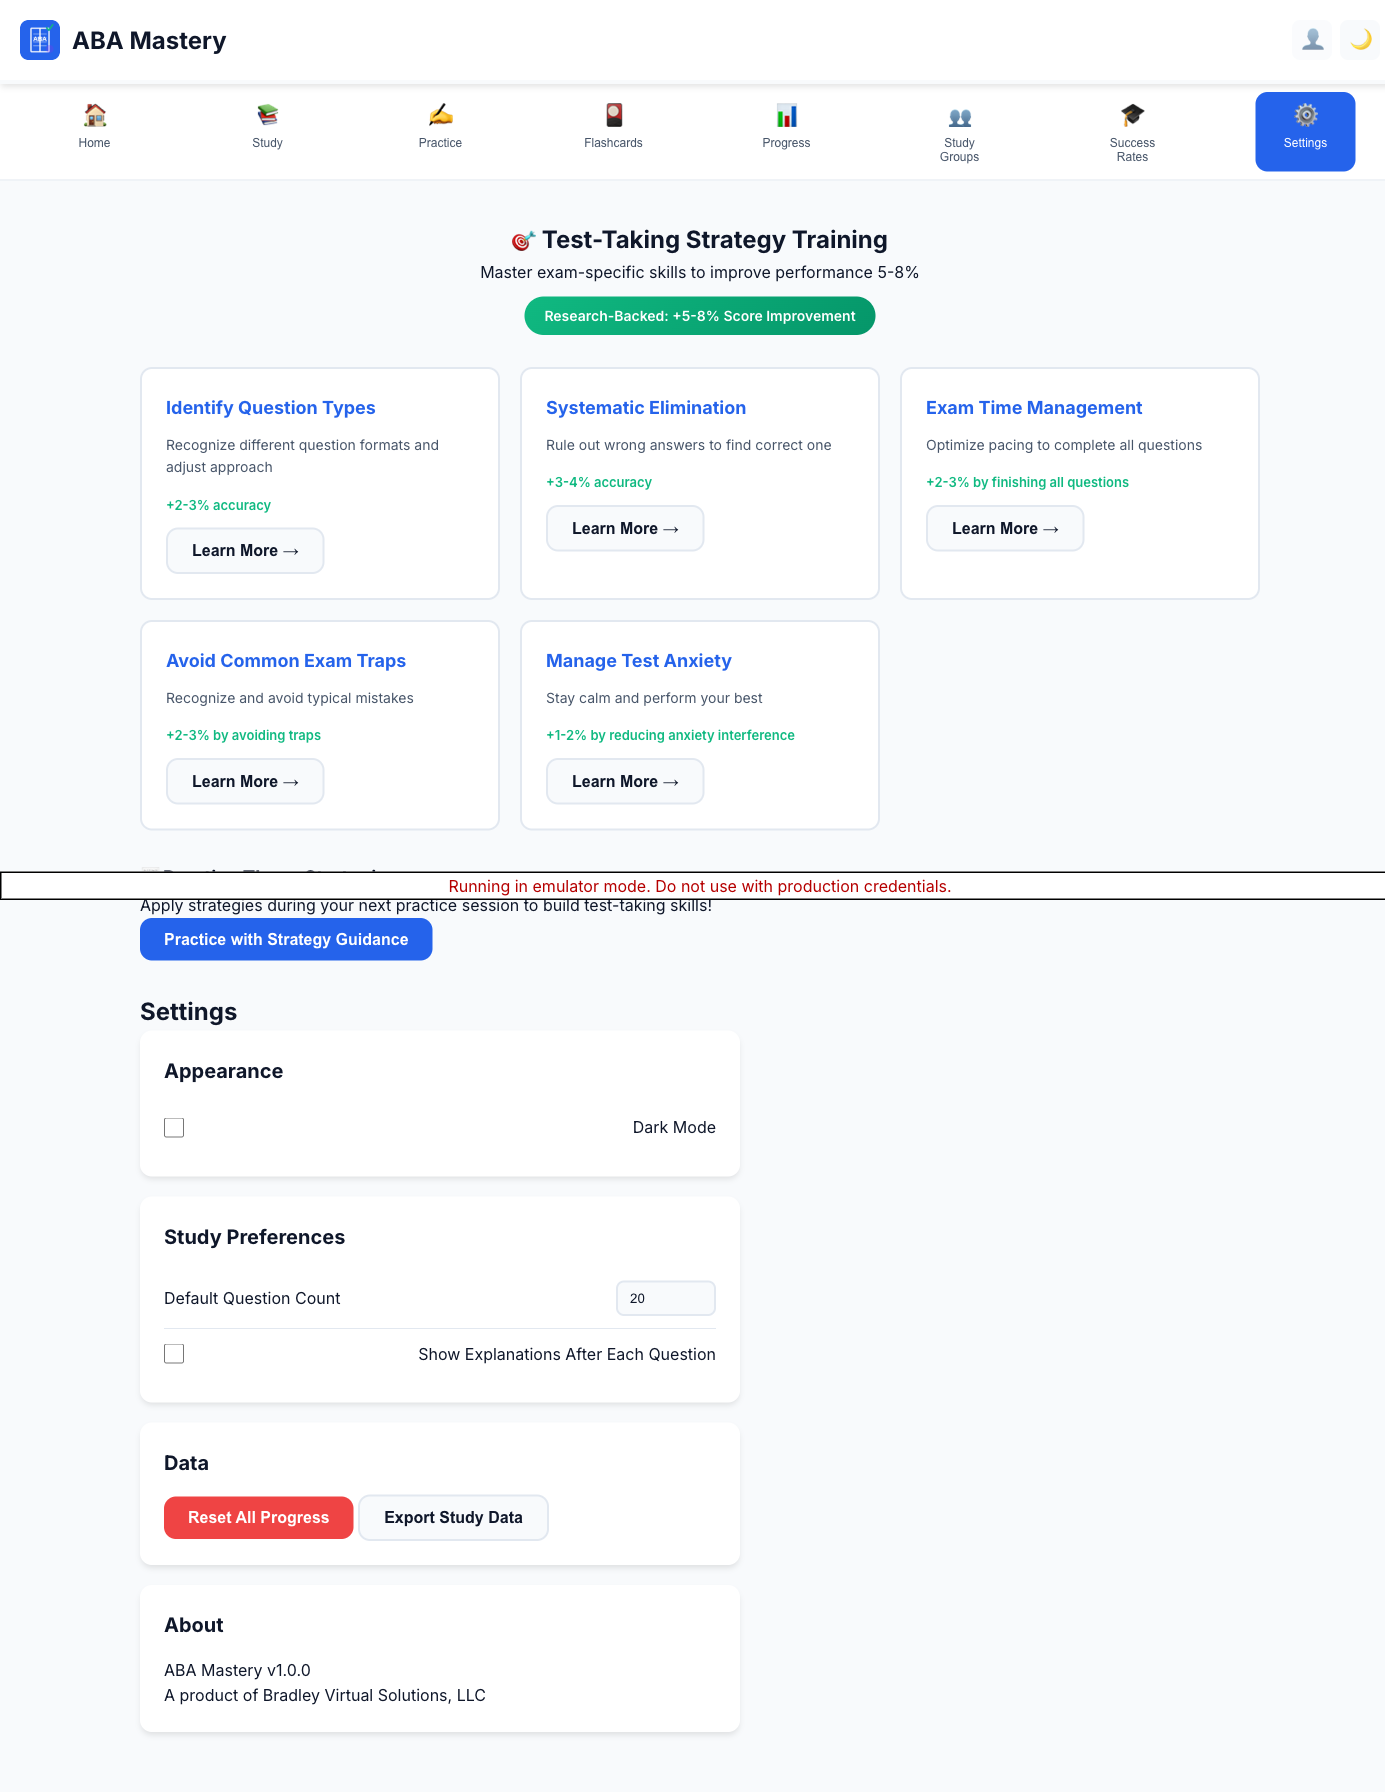 ABA
ABA Mastery
Home
Study
Practice
Flashcards
Progress
Study
Groups
Success
Rates
Settings
Test-Taking Strategy Training
Master exam-specific skills to improve performance 5-8%
Research-Backed: +5-8% Score Improvement
Identify Question Types
Recognize different question formats and
adjust approach
+2-3% accuracy
Learn More →
Systematic Elimination
Rule out wrong answers to find correct one
+3-4% accuracy
Learn More →
Exam Time Management
Optimize pacing to complete all questions
+2-3% by finishing all questions
Learn More →
Avoid Common Exam Traps
Recognize and avoid typical mistakes
+2-3% by avoiding traps
Learn More →
Manage Test Anxiety
Stay calm and perform your best
+1-2% by reducing anxiety interference
Learn More →
Running in emulator mode. Do not use with production credentials.
Apply strategies during your next practice session to build test-taking skills!
Practice with Strategy Guidance
Settings
Appearance
Dark Mode
Study Preferences
Default Question Count
20
Show Explanations After Each Question
Data
Reset All Progress
Export Study Data
About
ABA Mastery v1.0.0
A product of Bradley Virtual Solutions, LLC